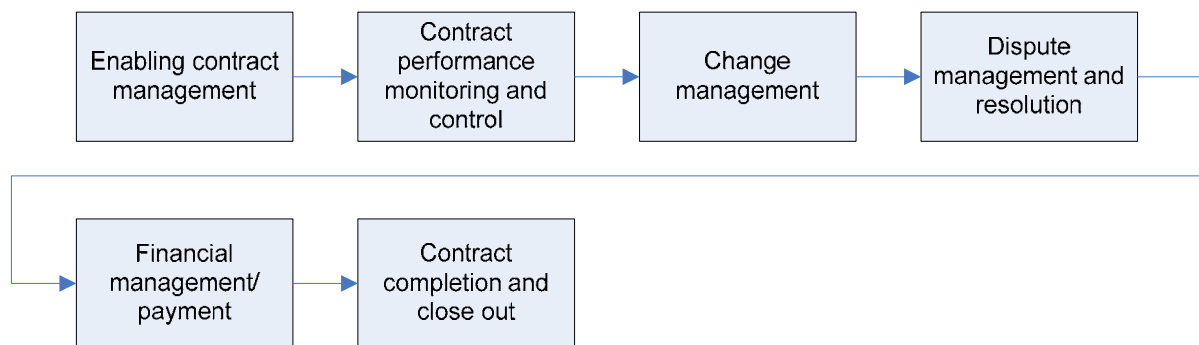 Enabling contract
management
Contract
performance
monitoring and
control
Change
management
Dispute
management and
resolution
Financial
management/
payment
Contract
completion and
close out